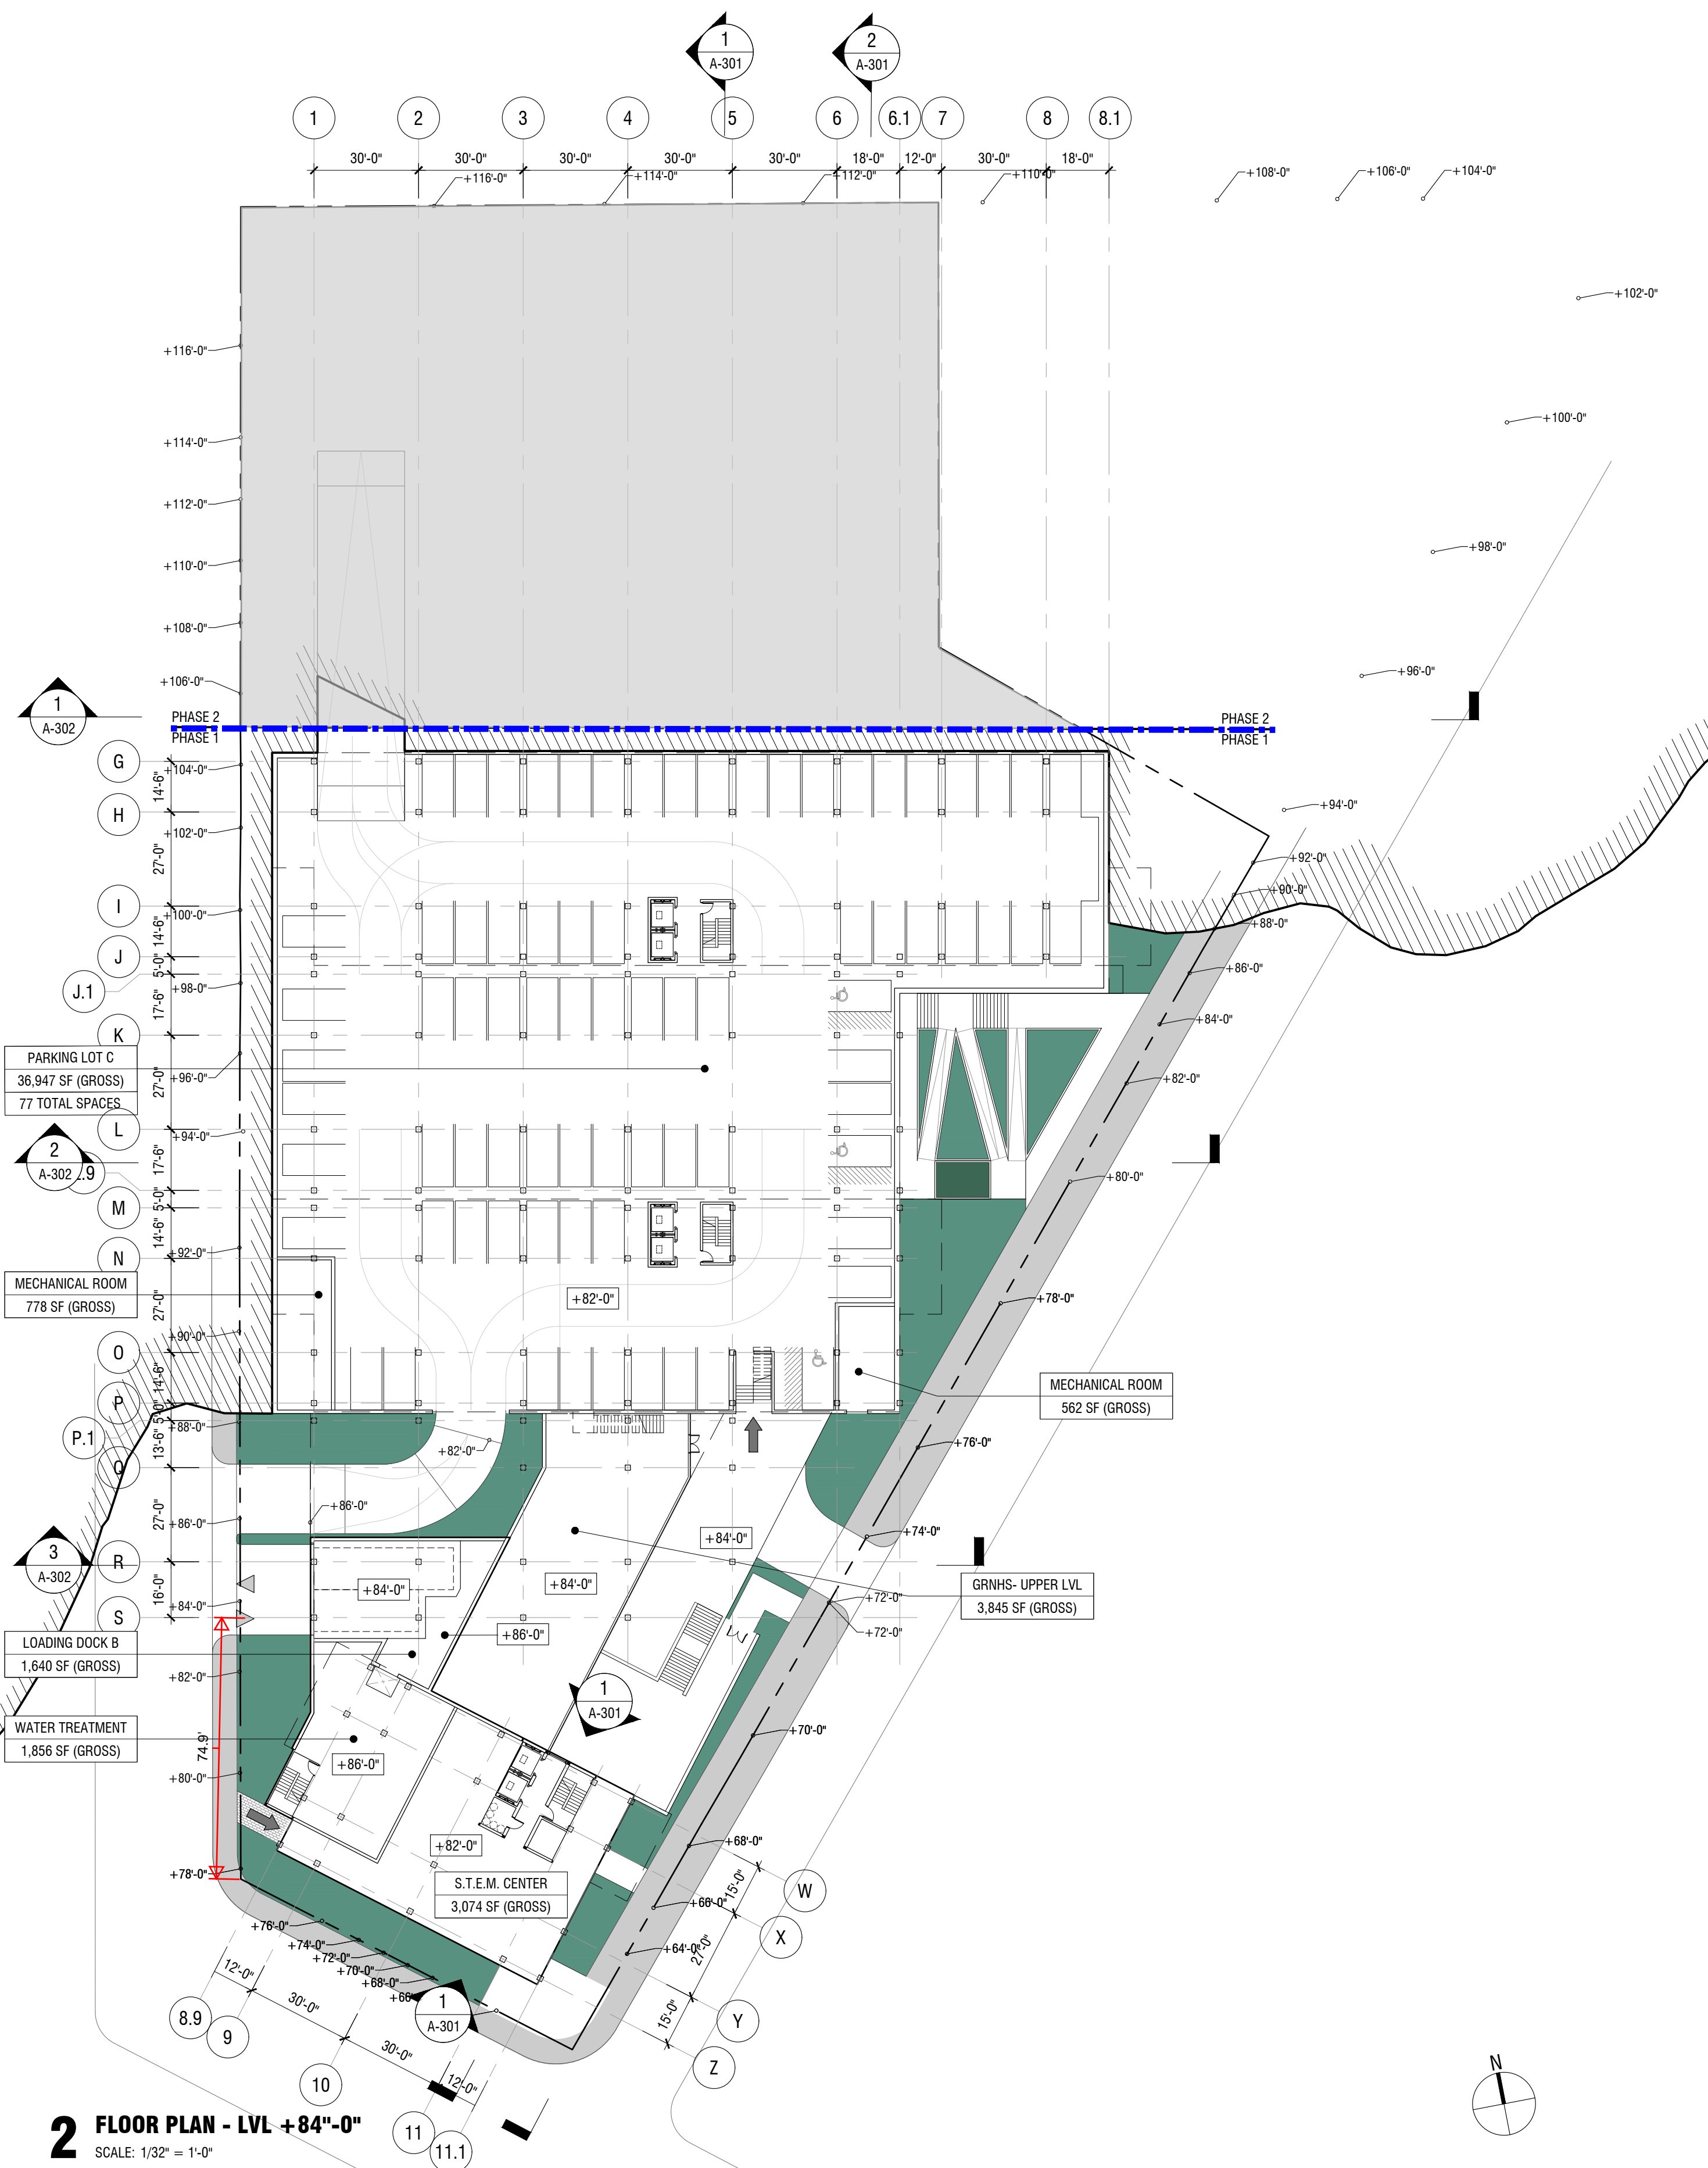 1
A-301
2
A-301
1
2
3
4
5
6
6.1
7
8
8.1
30'-0"
30'-0"
30'-0"
30'-0"
30'-0"
18'-0"
12'-0"
30'-0"
18'-0"
+116'-0"
+114'-0"
+112'-0"
+110'-0"
+108'-0"
+106'-0"
+104'-0"
+102'-0"
+116'-0"
+100'-0"
+114'-0"
+112'-0"
+98'-0"
+110'-0"
+108'-0"
+96'-0"
+106'-0"
1
A-302
PHASE 2
PHASE 1
PHASE 2
PHASE 1
G
+104'-0"
14'-6"
H
+94'-0"
+102'-0"
27'-0"
+92'-0"
+90'-0"
I
+100'-0"
+88'-0"
14'-6"
J
5'-0"
+86'-0"
J.1
+98'-0"
17'-6"
+84'-0"
K
PARKING LOT C
36,947 SF (GROSS)
77 TOTAL SPACES
+96'-0"
27'-0"
+82'-0"
L
+94'-0"
2
A-302
.9
17'-6"
+80'-0"
M
5'-0"
14'-6"
N
+92'-0"
MECHANICAL ROOM
778 SF (GROSS)
27'-0"
+82'-0"
+78'-0"
+90'-0"
O
14'-6"
MECHANICAL ROOM
562 SF (GROSS)
P
5'-0"
+88'-0"
P.1
13'-6"
+82'-0"
+76'-0"
Q
+86'-0"
+86'-0"
27'-0"
+84'-0"
+74'-0"
3
A-302
R
16'-0"
+84'-0"
+84'-0"
GRNHS- UPPER LVL
3,845 SF (GROSS)
+72'-0"
+84'-0"
S
+86'-0"
+72'-0"
LOADING DOCK B
1,640 SF (GROSS)
+82'-0"
1
A-301
WATER TREATMENT
1,856 SF (GROSS)
74.9'
+70'-0"
+86'-0"
+80'-0"
+82'-0"
+68'-0"
+78'-0"
S.T.E.M. CENTER
3,074 SF (GROSS)
15'-0"
W
+66'-0"
+76'-0"
+74'-0"
+72'-0"
+70'-0"
+68'-0"
+66'
X
+64'-0"
27'-0"
12'-0"
1
A-301
30'-0"
15'-0"
Y
8.9
9
30'-0"
Z
10
12'-0"
11
11.1
N
2
FLOOR PLAN - LVL +84"-0"
SCALE: 1/32" = 1'-0"